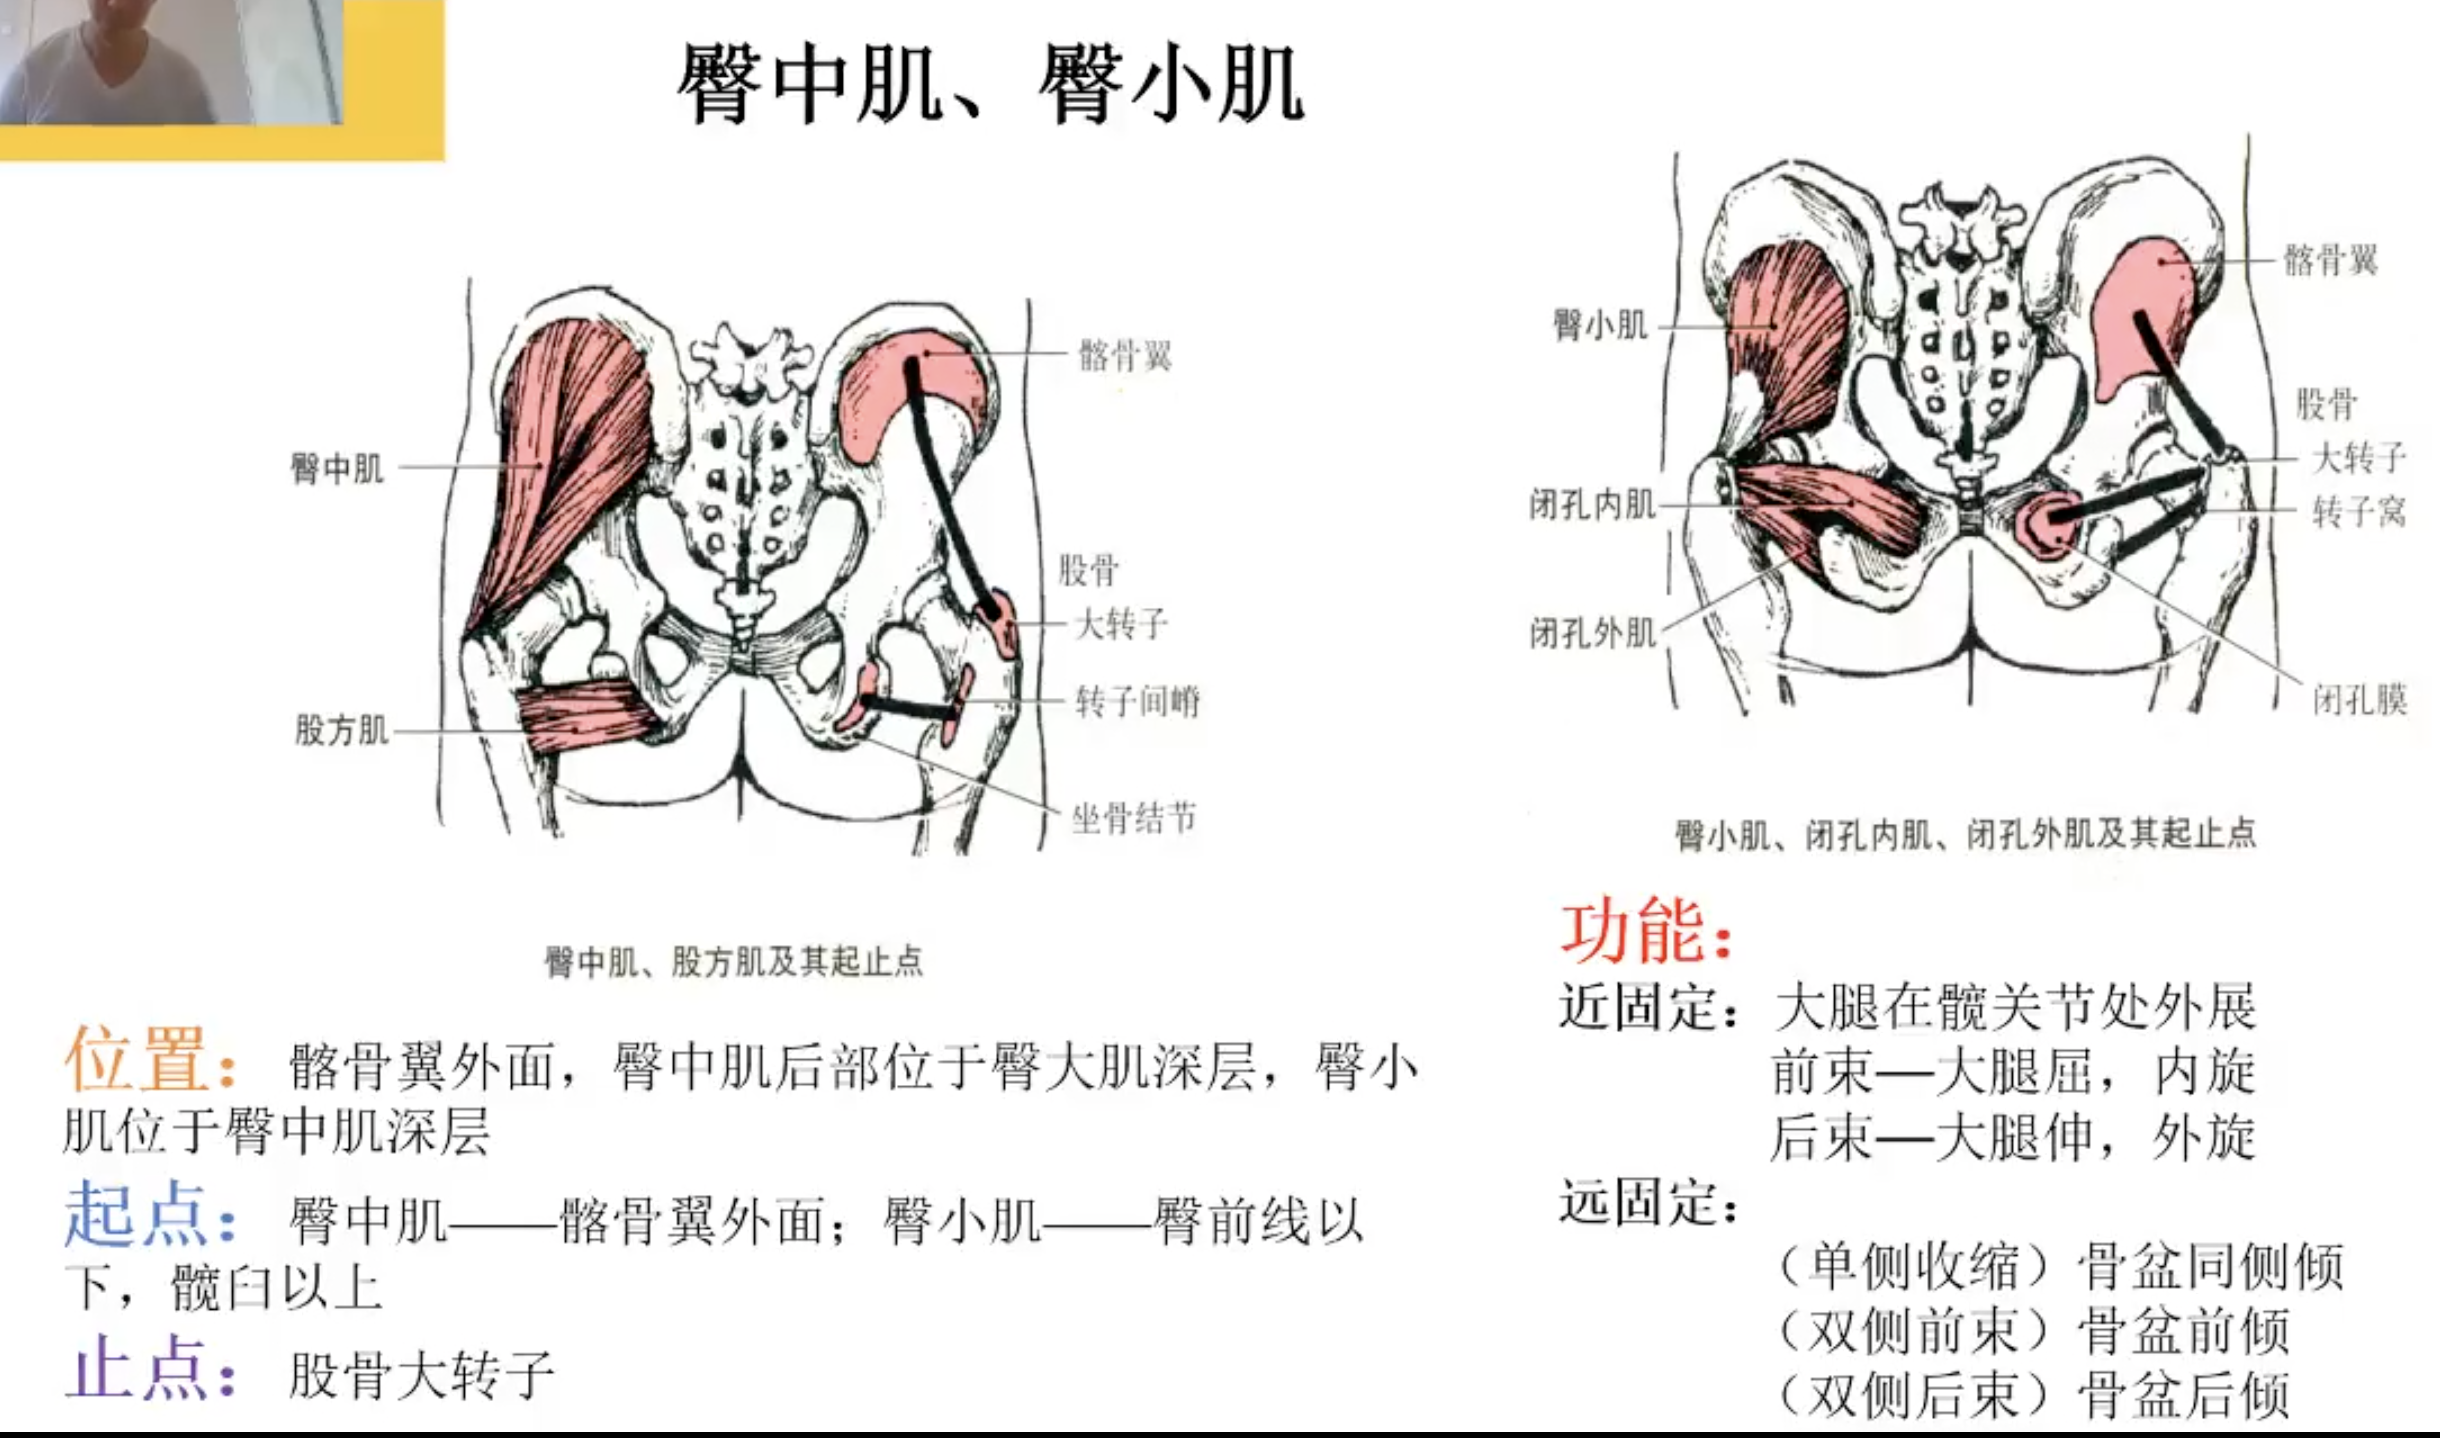 臀中肌、臀小肌
髂骨翼
臀中肌
股骨
大转子
转子间嵴
股方肌
坐骨结节
臀中肌、股方肌及其起止点
髂骨翼
臀小肌
股骨
大转子
闭孔内肌
转子窝
闭孔外肌
闭孔膜
臀小肌、闭孔内肌、闭孔外肌及其起止点
位置：髂骨翼外面，臀中肌后部位于臀大肌深层，臀小
肌位于臀中肌深层
起点：臀中肌——髂骨翼外面；臀小肌——臀前线以
下，髋臼以上
止点：股骨大转子
功能：
近固定：大腿在髋关节处外展
前束—大腿屈，内旋
后束—大腿伸，外旋
远固定：
（单侧收缩）骨盆同侧倾
（双侧前束）骨盆前倾
（双侧后束）骨盆后倾